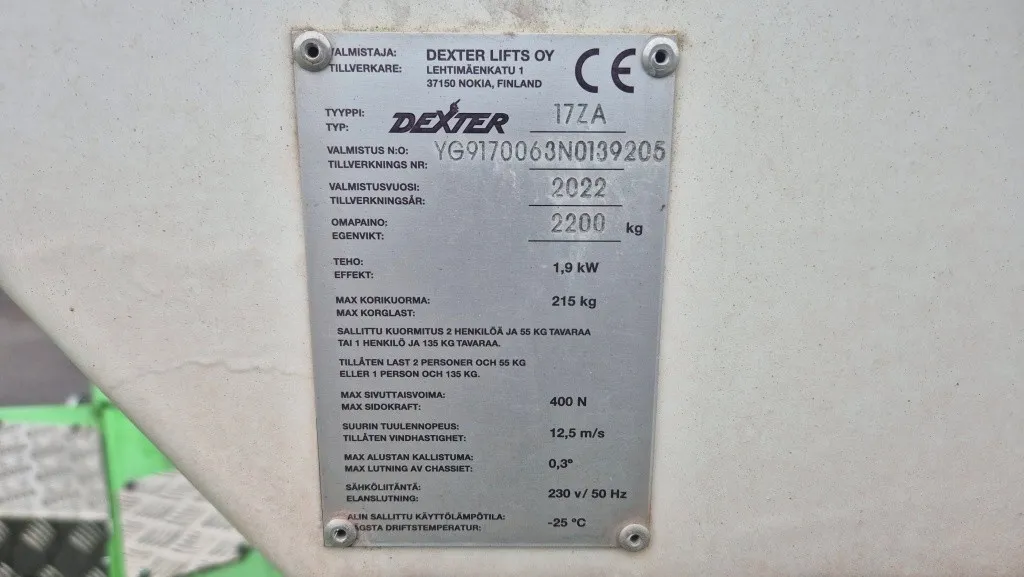 VALMISTAJA: DEXTER LIFTS OY CE
TILLVERKARE: LEHTIMÄENKATU 1
37150 NOKIA, FINLAND
TYYPPI: DEXTER 17ZA
TYP:
VALMISTUS N:O: YG9170063N0139205
TILLVERKNINGS NR:
VALMISTUSVUOSI: 2022
TILLVERKNINGSÅR:
OMAPAINO: 2200 kg
EGENVIKT:
TEHO: 1,9 kW
EFFEKT:
MAX KORIKUORMA: 215 kg
MAX KORGLAST:
SALLITTU KUORMITUS 2 HENKILÖÄ JA 55 KG TAVARAA
TAI 1 HENKILÖ JA 135 KG TAVARAA.
TILLÅTEN LAST 2 PERSONER OCH 55 KG
ELLER 1 PERSON OCH 135 KG.
MAX SIVUTTAISVOIMA: 400 N
MAX SIDOKRAFT:
SUURIN TUULENNOPEUS: 12,5 m/s
TILLÅTEN VINDHASTIGHET:
MAX ALUSTAN KALLISTUMA: 0,3°
MAX LUTNING AV CHASSIET:
SÄHKÖLIITÄNTÄ: 230 v/ 50 Hz
ELANSLUTNING:
ALIN SALLITTU KÄYTTÖLÄMPÖTILA: -25 °C
LÄGSTA DRIFTSTEMPERATUR: